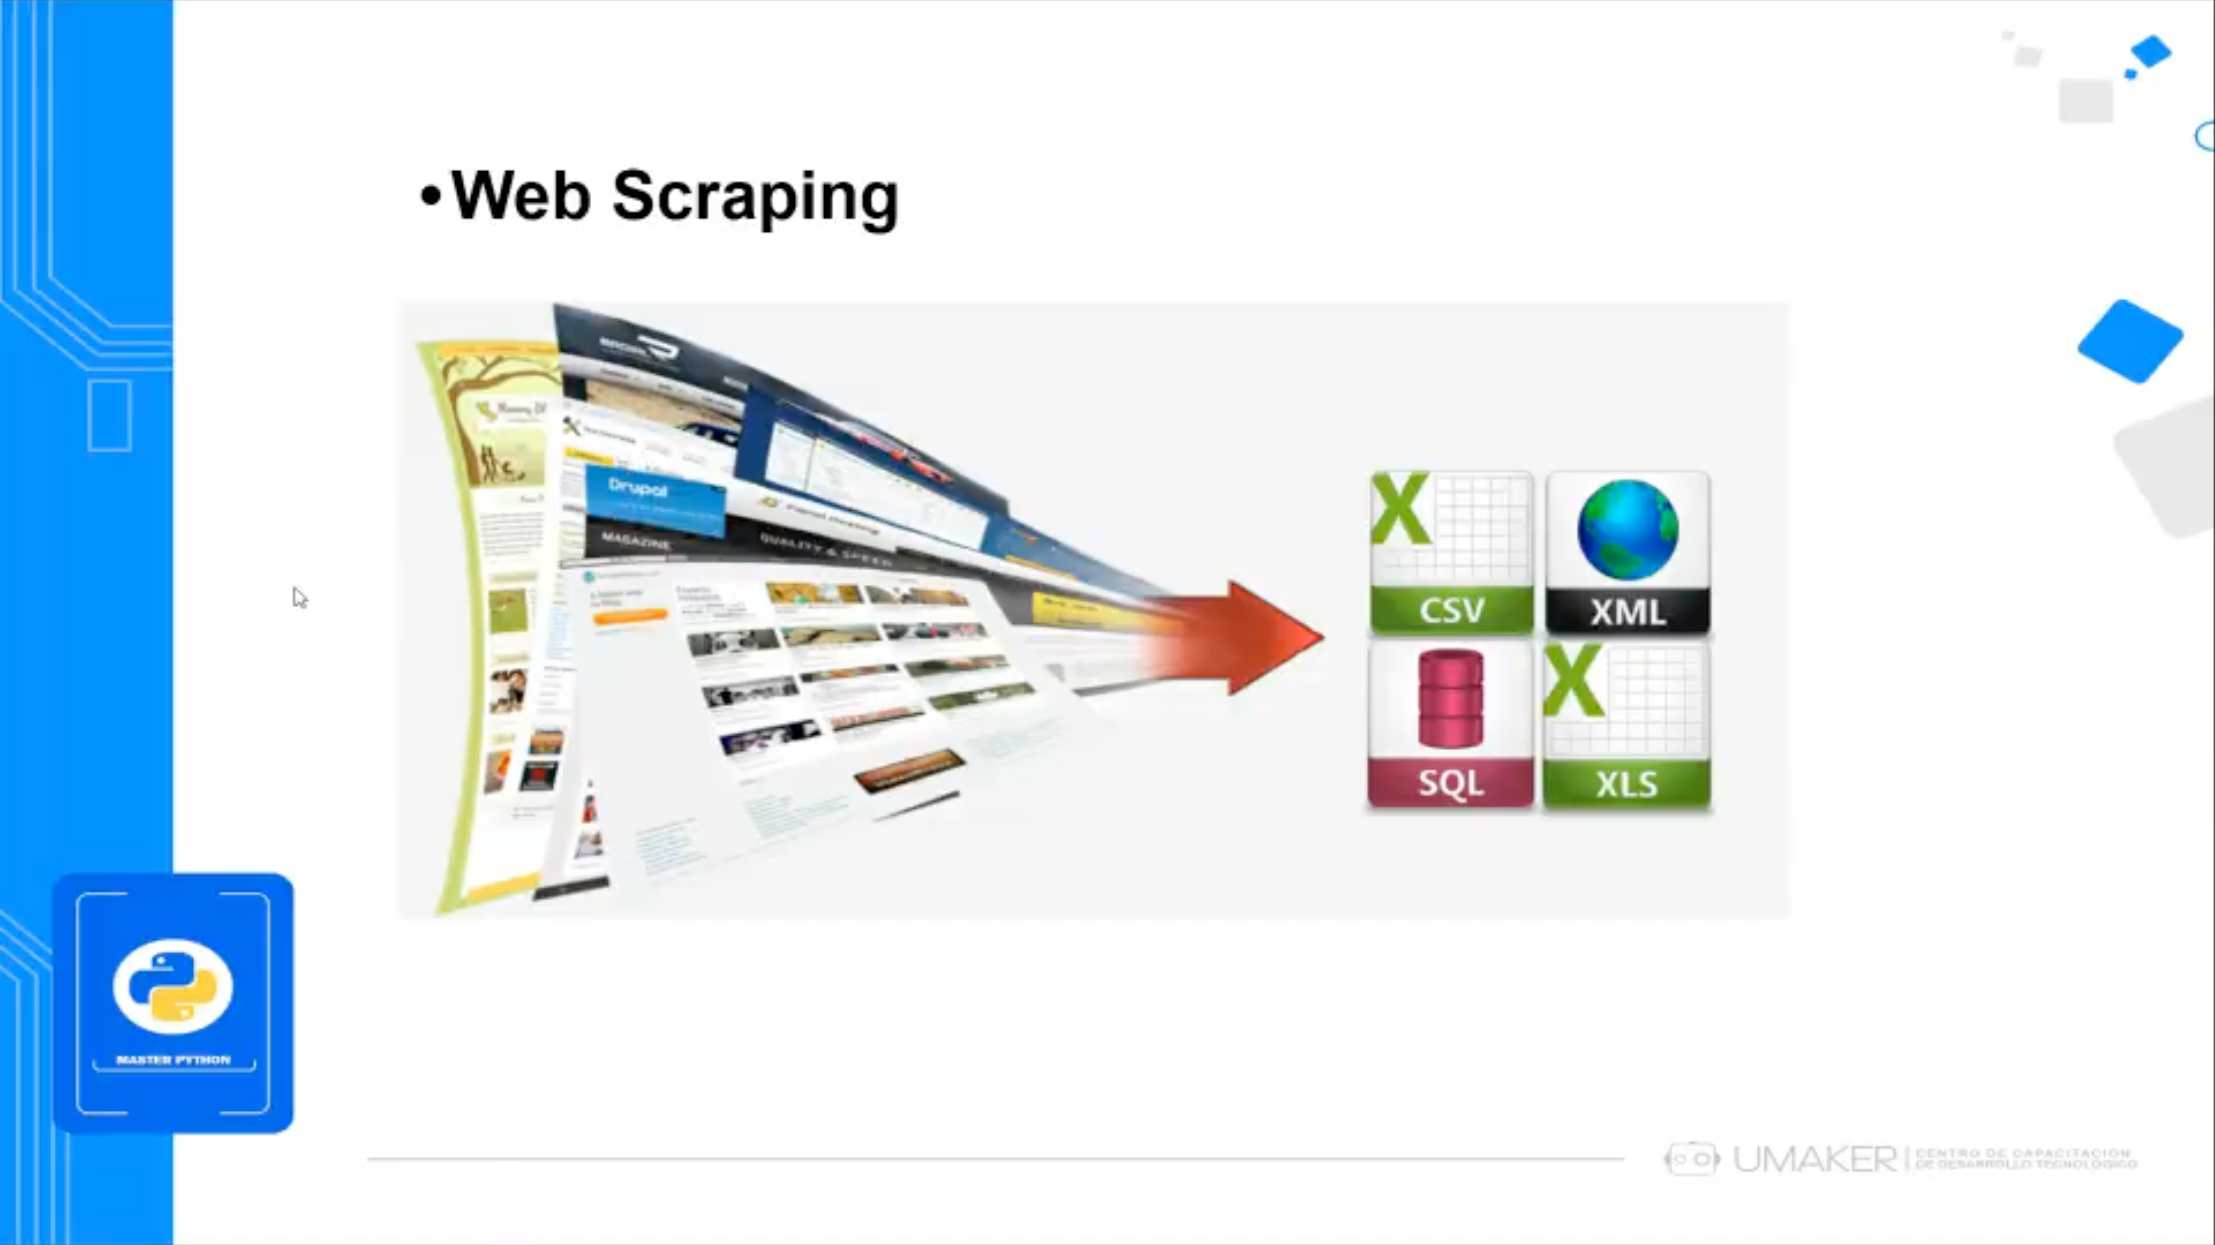 •Web Scraping
Drupal
MAGAZINE
QUALITY & SPEED
CSV
XML
SQL
XLS
MASTER PYTHON
UMAKER
CENTRO DE CAPACITACION
DE DESARROLLO TECNOLOGICO